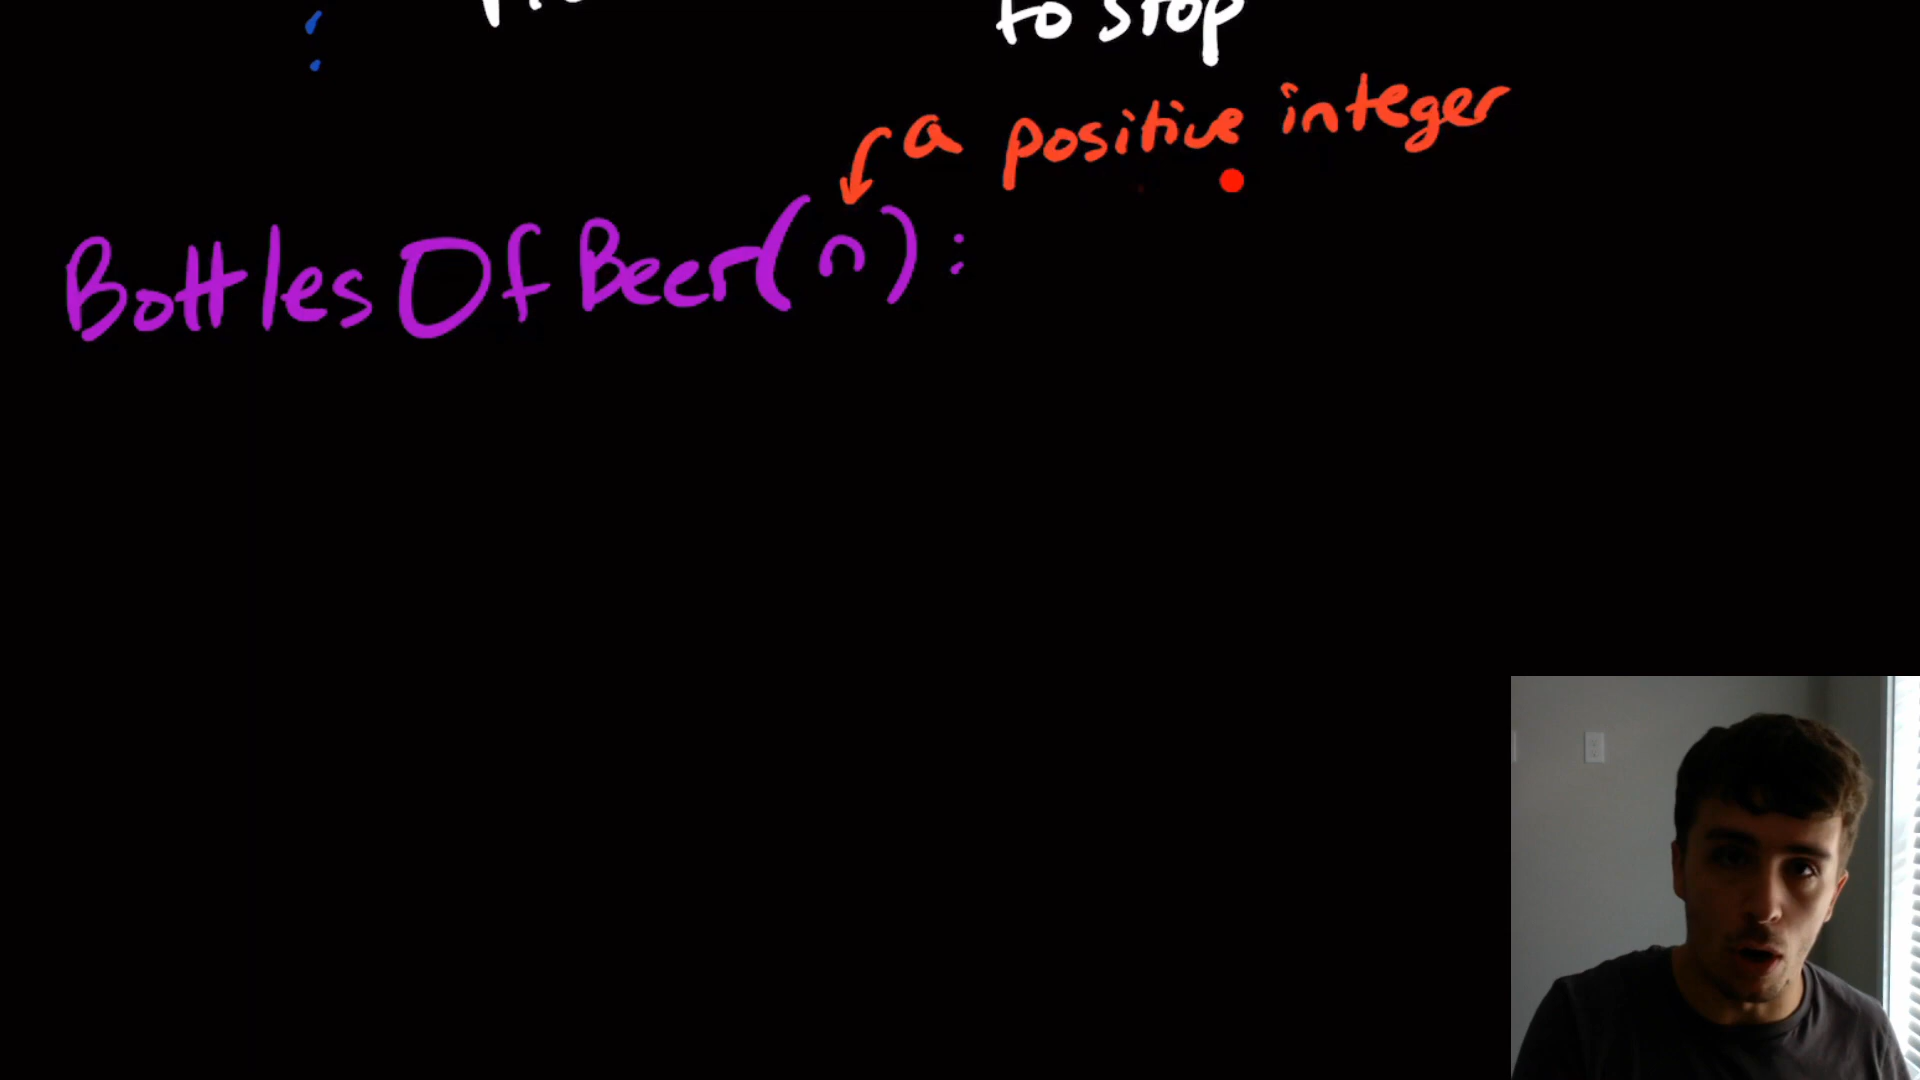 to stop
a positive integer
BottlesOfBeer(n):